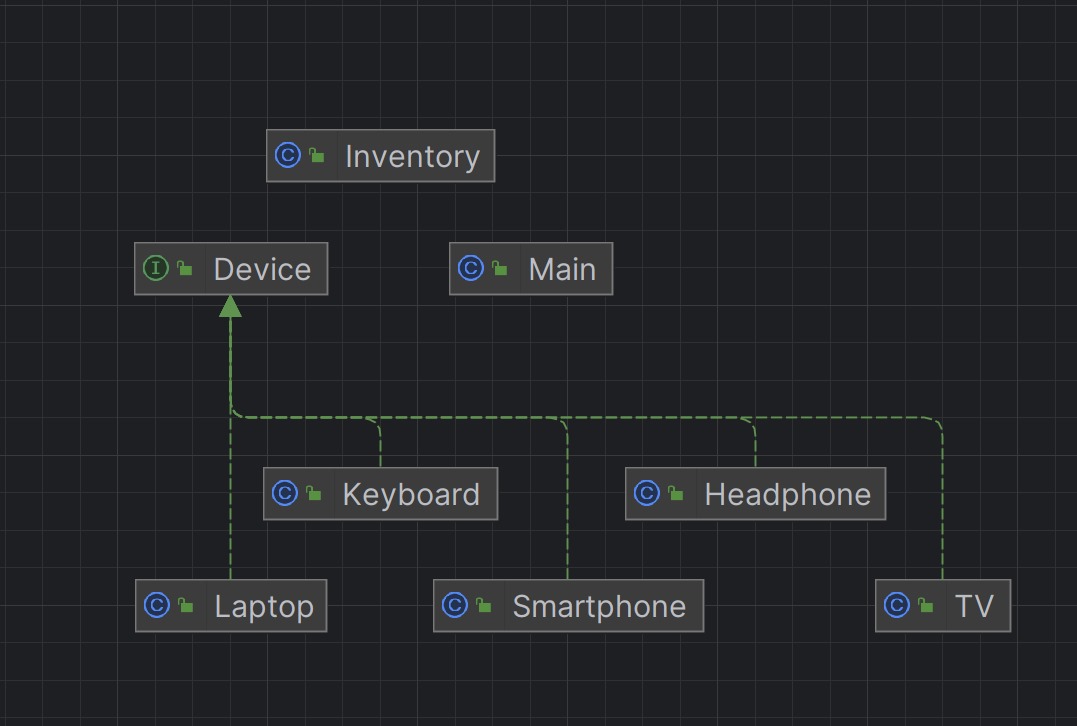 C Inventory
I Device
C Main
C Keyboard
C Headphone
C Laptop
C Smartphone
C TV